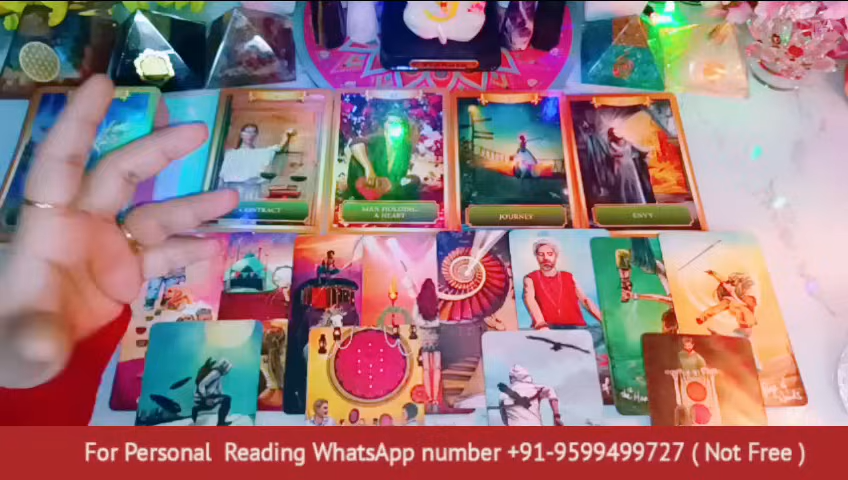 CONTRACT
MAN HOLDING
A HEART
JOURNEY
ENVY
For Personal Reading WhatsApp number +91-9599499727 ( Not Free )